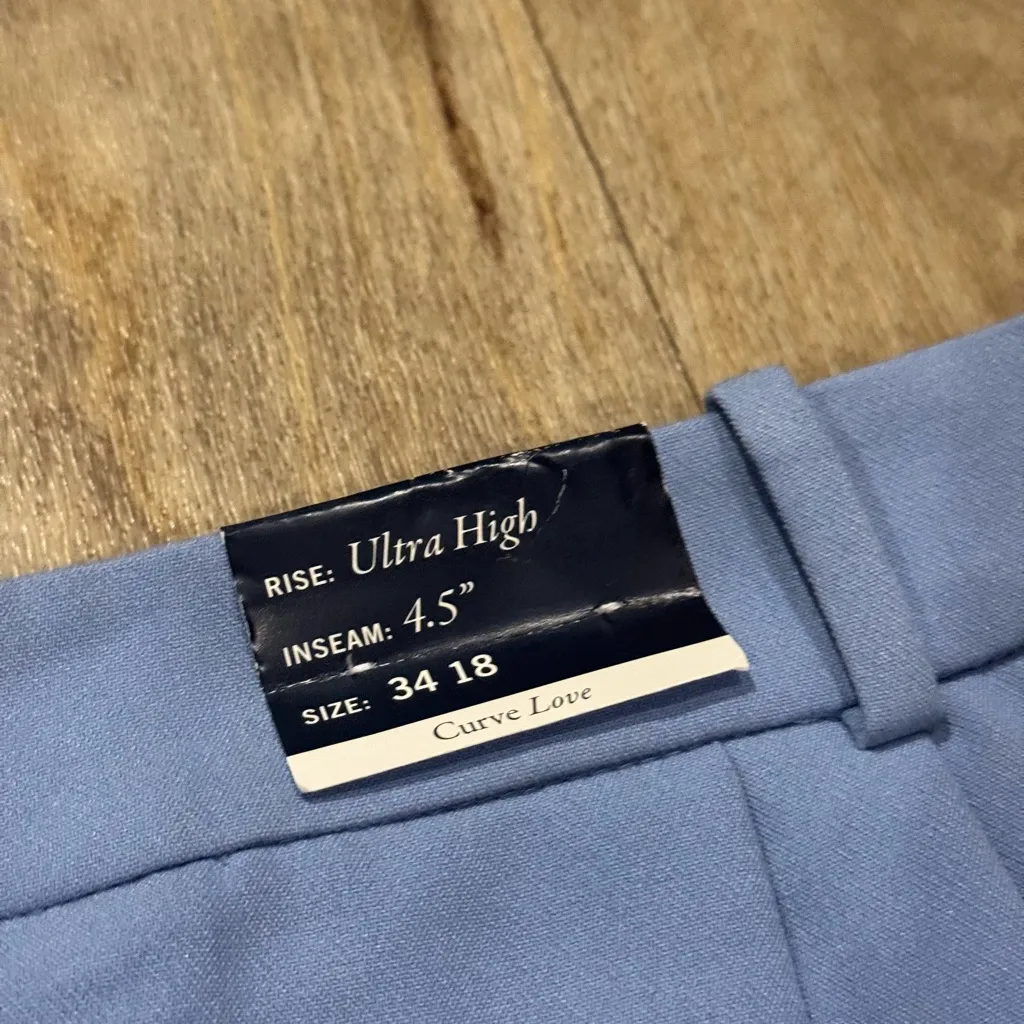 RISE: Ultra High
INSEAM: 4.5”
SIZE: 34 18
Curve Love